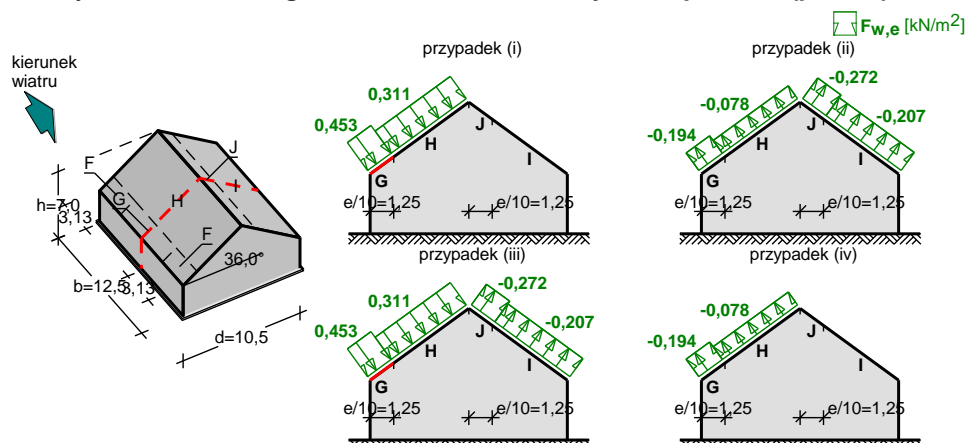 Fw,e [kN/m2]
przypadek (i)
przypadek (ii)
kierunek
wiatru
0,311
0,453
J
H
I
G
e/10=1,25
e/10=1,25
-0,272
-0,078
-0,207
-0,194
J
H
I
G
e/10=1,25
e/10=1,25
J
F
I
H
G
F
h=7,0
3,13
36,0°
b=12,5
3,13
d=10,5
przypadek (iii)
przypadek (iv)
0,311
-0,272
0,453
-0,207
J
H
I
G
e/10=1,25
e/10=1,25
-0,078
-0,194
J
H
I
G
e/10=1,25
e/10=1,25